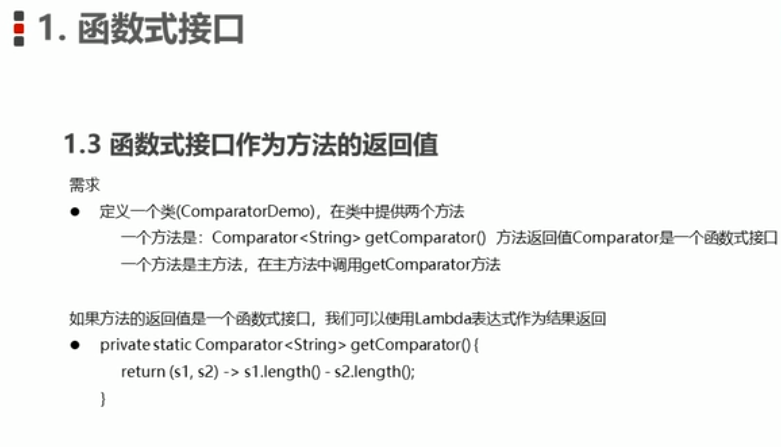 1. 函数式接口
1.3 函数式接口作为方法的返回值
需求
● 定义一个类(ComparatorDemo)，在类中提供两个方法
一个方法是：Comparator<String> getComparator() 方法返回值Comparator是一个函数式接口
一个方法是主方法，在主方法中调用getComparator方法
如果方法的返回值是一个函数式接口，我们可以使用Lambda表达式作为结果返回
● private static Comparator<String> getComparator() {
return (s1, s2) -> s1.length() - s2.length();
}